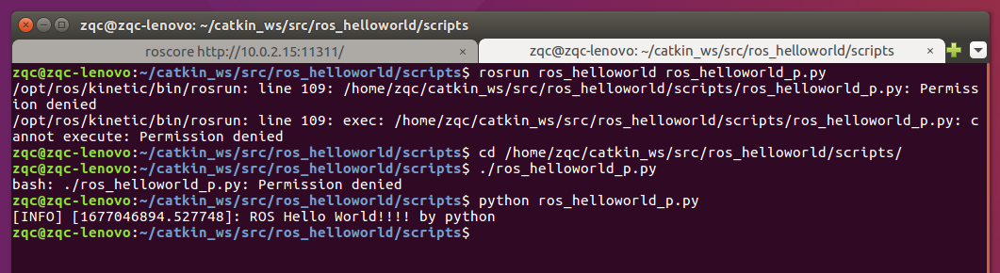 zqc@zqc-lenovo: ~/catkin_ws/src/ros_helloworld/scripts
roscore http://10.0.2.15:11311/ × zqc@zqc-lenovo: ~/catkin_ws/src/ros_helloworld/scripts ×
zqc@zqc-lenovo:~/catkin_ws/src/ros_helloworld/scripts$ rosrun ros_helloworld ros_helloworld_p.py
/opt/ros/kinetic/bin/rosrun: line 109: /home/zqc/catkin_ws/src/ros_helloworld/scripts/ros_helloworld_p.py: Permiss
ion denied
/opt/ros/kinetic/bin/rosrun: line 109: exec: /home/zqc/catkin_ws/src/ros_helloworld/scripts/ros_helloworld_p.py: c
annot execute: Permission denied
zqc@zqc-lenovo:~/catkin_ws/src/ros_helloworld/scripts$ cd /home/zqc/catkin_ws/src/ros_helloworld/scripts/
zqc@zqc-lenovo:~/catkin_ws/src/ros_helloworld/scripts$ ./ros_helloworld_p.py
bash: ./ros_helloworld_p.py: Permission denied
zqc@zqc-lenovo:~/catkin_ws/src/ros_helloworld/scripts$ python ros_helloworld_p.py
[INFO] [1677046894.527748]: ROS Hello World!!!! by python
zqc@zqc-lenovo:~/catkin_ws/src/ros_helloworld/scripts$